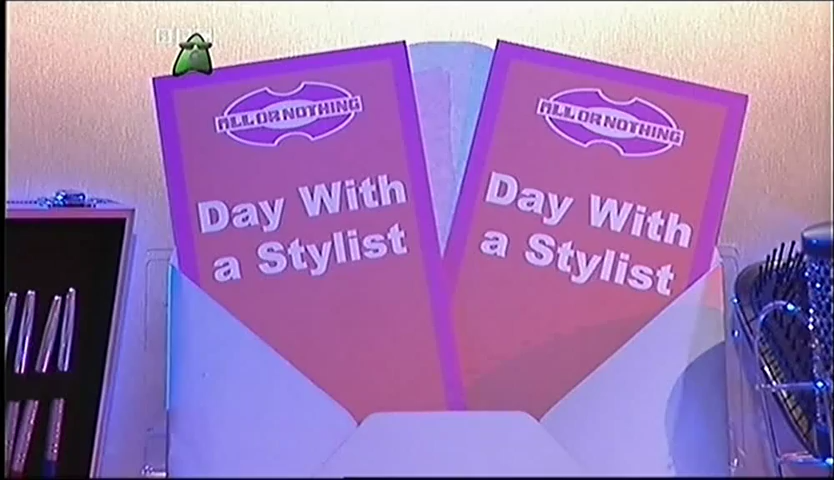 BBC
ALL OR NOTHING
Day With
a Stylist
ALL OR NOTHING
Day With
a Stylist